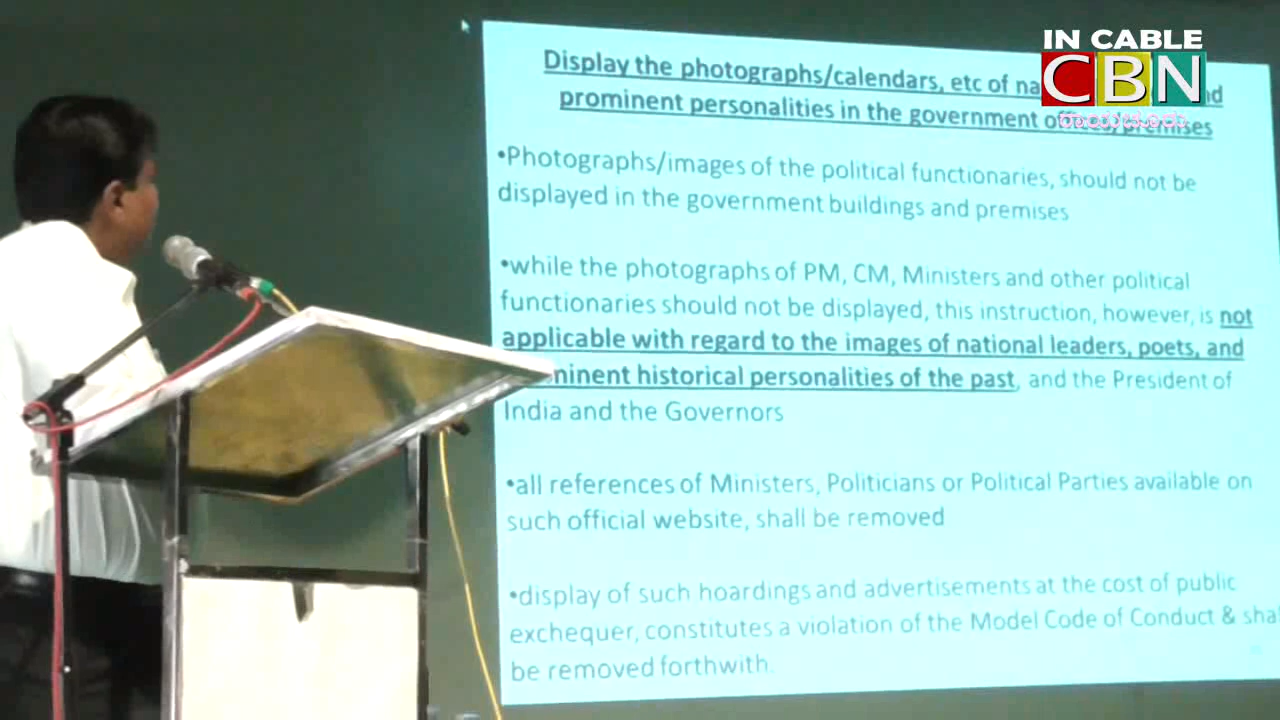 IN CABLE
CBN
ರಾಯಚೂರು
Display the photographs/calendars, etc of
prominent personalities in the government
•Photographs/images of the political functionaries, should not be
displayed in the government buildings and premises
•while the photographs of PM, CM, Ministers and other political
functionaries should not be displayed, this instruction, however, is not
applicable with regard to the images of national leaders, poets, and
historical personalities of the past, and the President of
India and the Governors
•all references of Ministers, Politicians or Political Parties available on
such official website, shall be removed
•display of such hoardings and advertisements at the cost of public
exchequer, constitutes a violation of the Model Code of Conduct &
be removed forthwith.